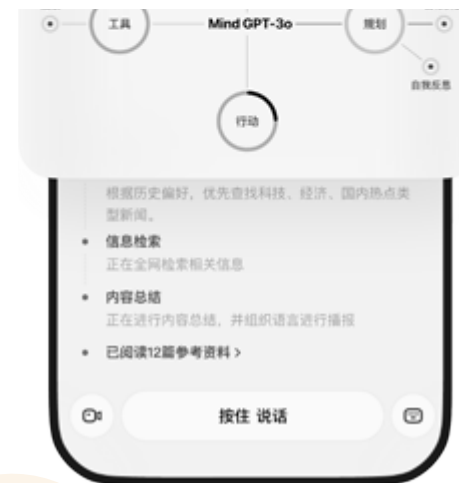 工具 Mind GPT-3o 规划
自我反思
行动
根据历史偏好，优先查找科技、经济、国内热点类
型新闻。
信息检索
正在全网检索相关信息
内容总结
正在进行内容总结，并组织语言进行播报
已阅读12篇参考资料 >
按住 说话